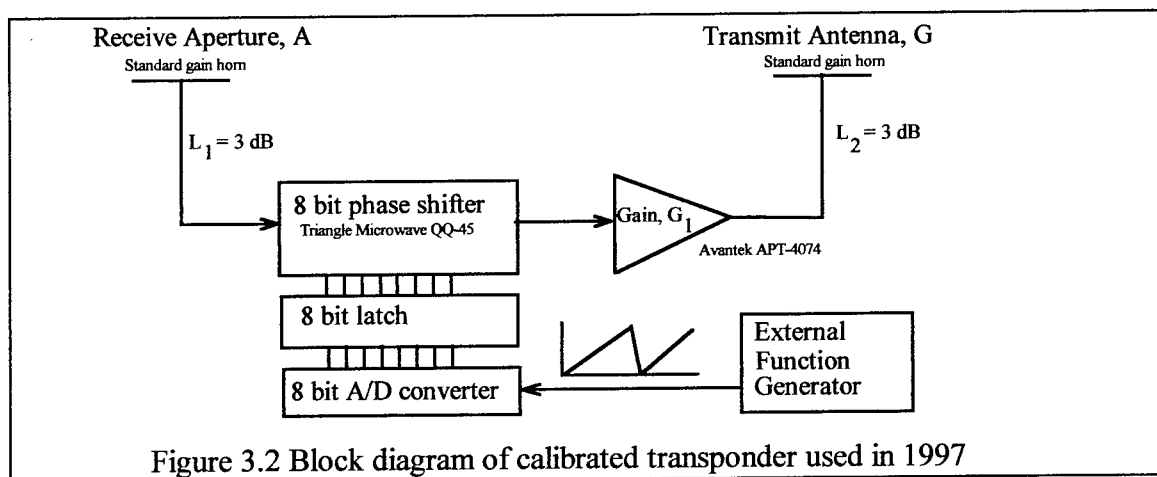 Receive Aperture, A
Standard gain horn
Transmit Antenna, G
Standard gain horn
L1 = 3 dB
L2 = 3 dB
8 bit phase shifter
Triangle Microwave QQ-45
Gain, G1
Avantek APT-4074
8 bit latch
8 bit A/D converter
External
Function
Generator
Figure 3.2 Block diagram of calibrated transponder used in 1997